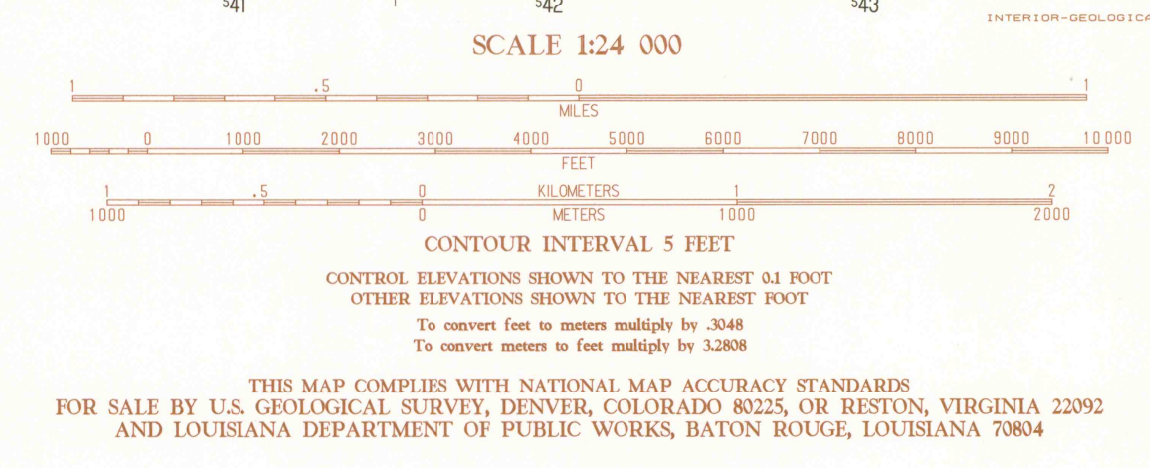 541 542 543
INTERIOR-GEOLOGICA
SCALE 1:24 000
1 .5 0 1
MILES
1000 0 1000 2000 3000 4000 5000 6000 7000 8000 9000 10 000
FEET
1 .5 0 KILOMETERS 1 2
1000 0 METERS 1000 2000
CONTOUR INTERVAL 5 FEET
CONTROL ELEVATIONS SHOWN TO THE NEAREST 0.1 FOOT
OTHER ELEVATIONS SHOWN TO THE NEAREST FOOT
To convert feet to meters multiply by .3048
To convert meters to feet multiply by 3.2808
THIS MAP COMPLIES WITH NATIONAL MAP ACCURACY STANDARDS
FOR SALE BY U.S. GEOLOGICAL SURVEY, DENVER, COLORADO 80225, OR RESTON, VIRGINIA 22092
AND LOUISIANA DEPARTMENT OF PUBLIC WORKS, BATON ROUGE, LOUISIANA 70804